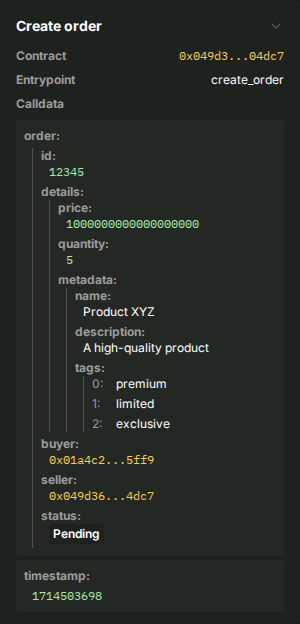 Create order
Contract 0x049d3...04dc7
Entrypoint create_order
Calldata
order:
id:
12345
details:
price:
1000000000000000000
quantity:
5
metadata:
name:
Product XYZ
description:
A high-quality product
tags:
0: premium
1: limited
2: exclusive
buyer:
0x01a4c2...5ff9
seller:
0x049d36...4dc7
status:
Pending
timestamp:
1714503698